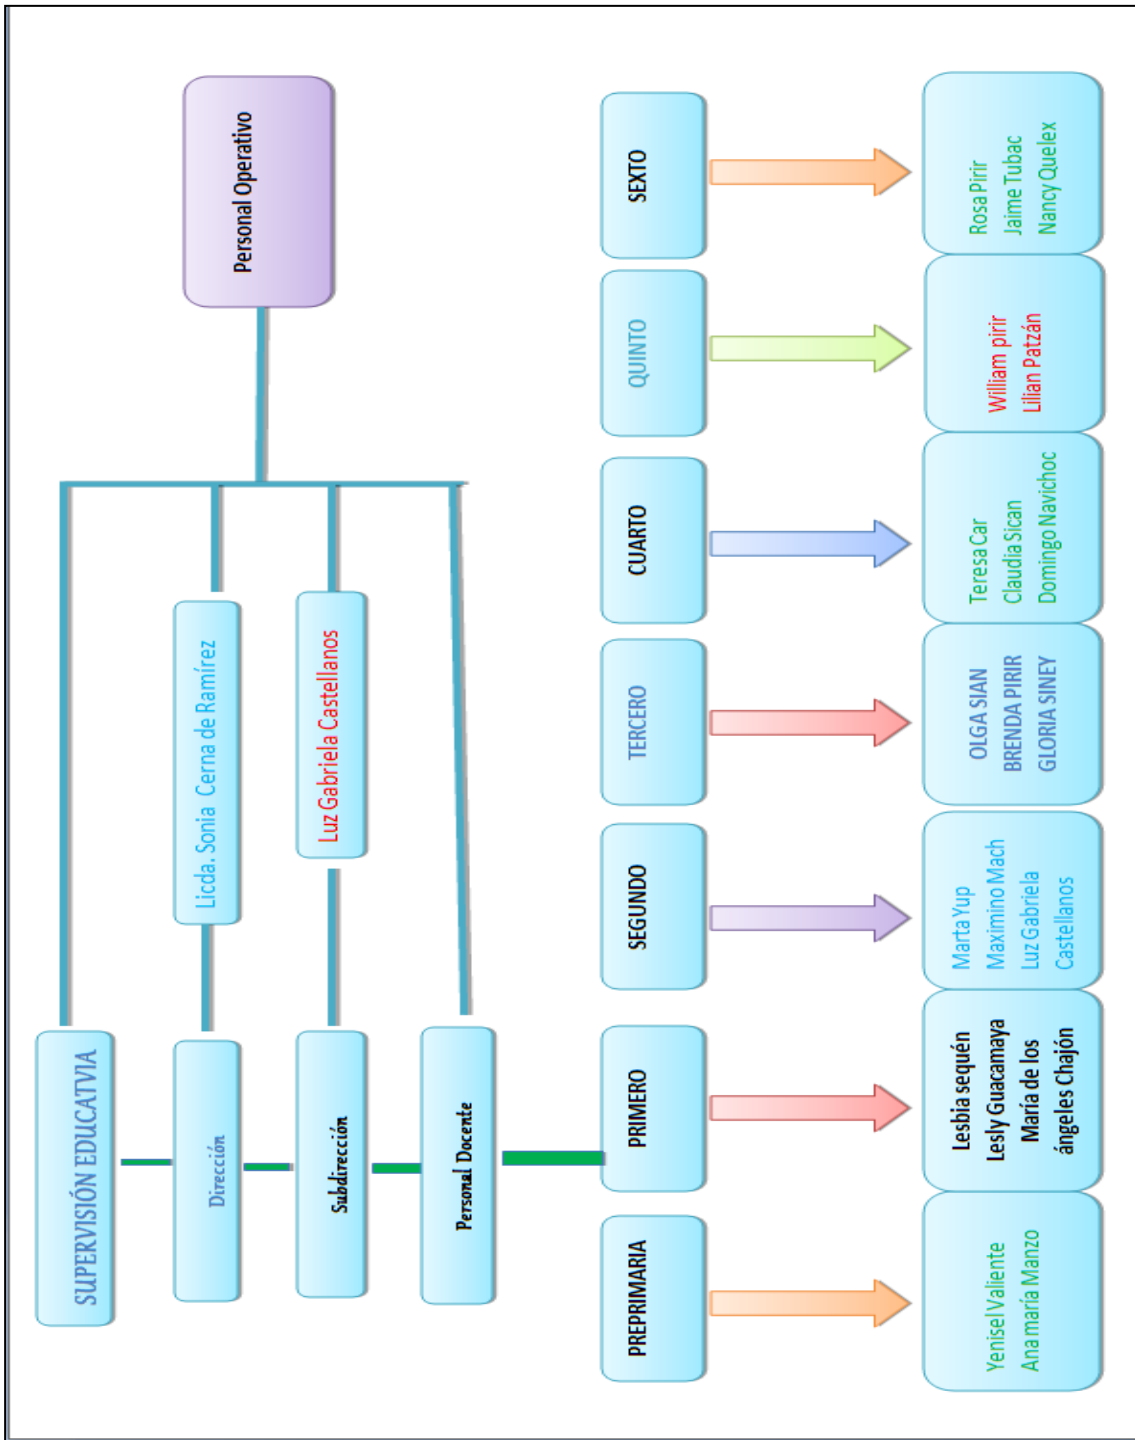 SUPERVISIÓN EDUCATVIA
Dirección
Licda. Sonia Cerna de Ramírez
Subdirección
Luz Gabriela Castellanos
Personal Docente
Personal Operativo
PREPRIMARIA
PRIMERO
SEGUNDO
TERCERO
CUARTO
QUINTO
SEXTO
Yenisel Valiente
Ana maría Manzo
Lesbia sequén
Lesly Guacamaya
María de los
ángeles Chajón
Marta Yup
Maximino Mach
Luz Gabriela
Castellanos
OLGA SIAN
BRENDA PIRIR
GLORIA SINEY
Teresa Car
Claudia Sican
Domingo Navichoc
William pirir
Lilian Patzán
Rosa Pirir
Jaime Tubac
Nancy Quelex